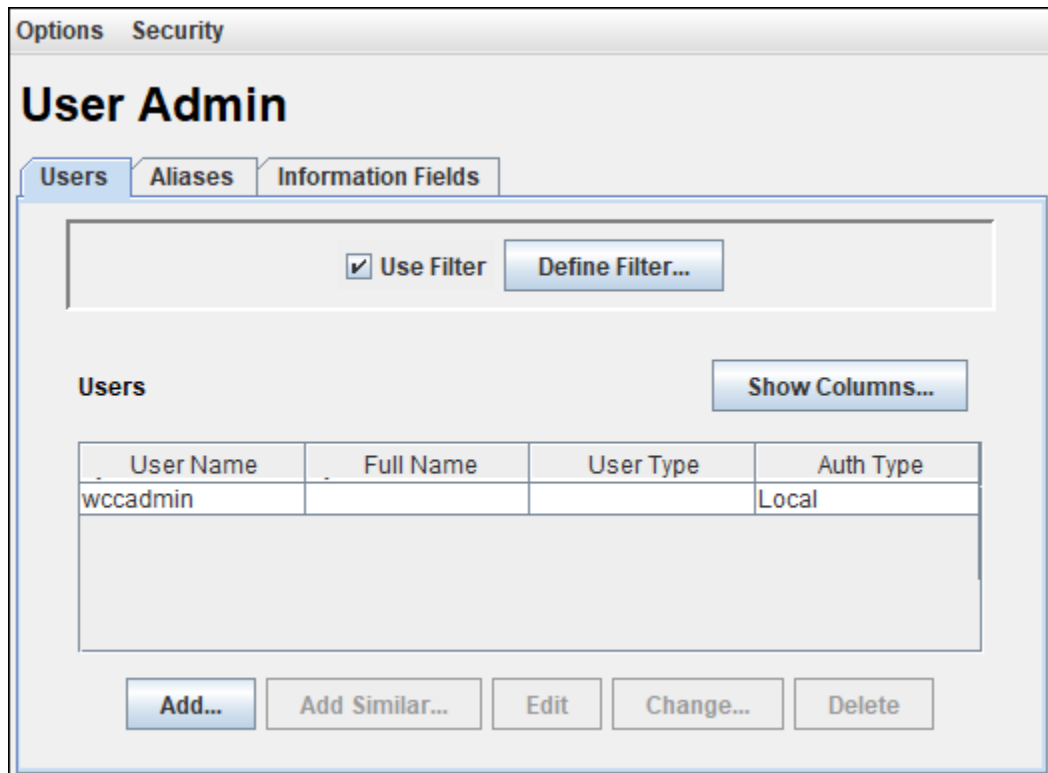 Options Security
User Admin
Users Aliases Information Fields
Use Filter Define Filter...
Users Show Columns...
User Name Full Name User Type Auth Type
wccadmin Local
Add... Add Similar... Edit Change... Delete